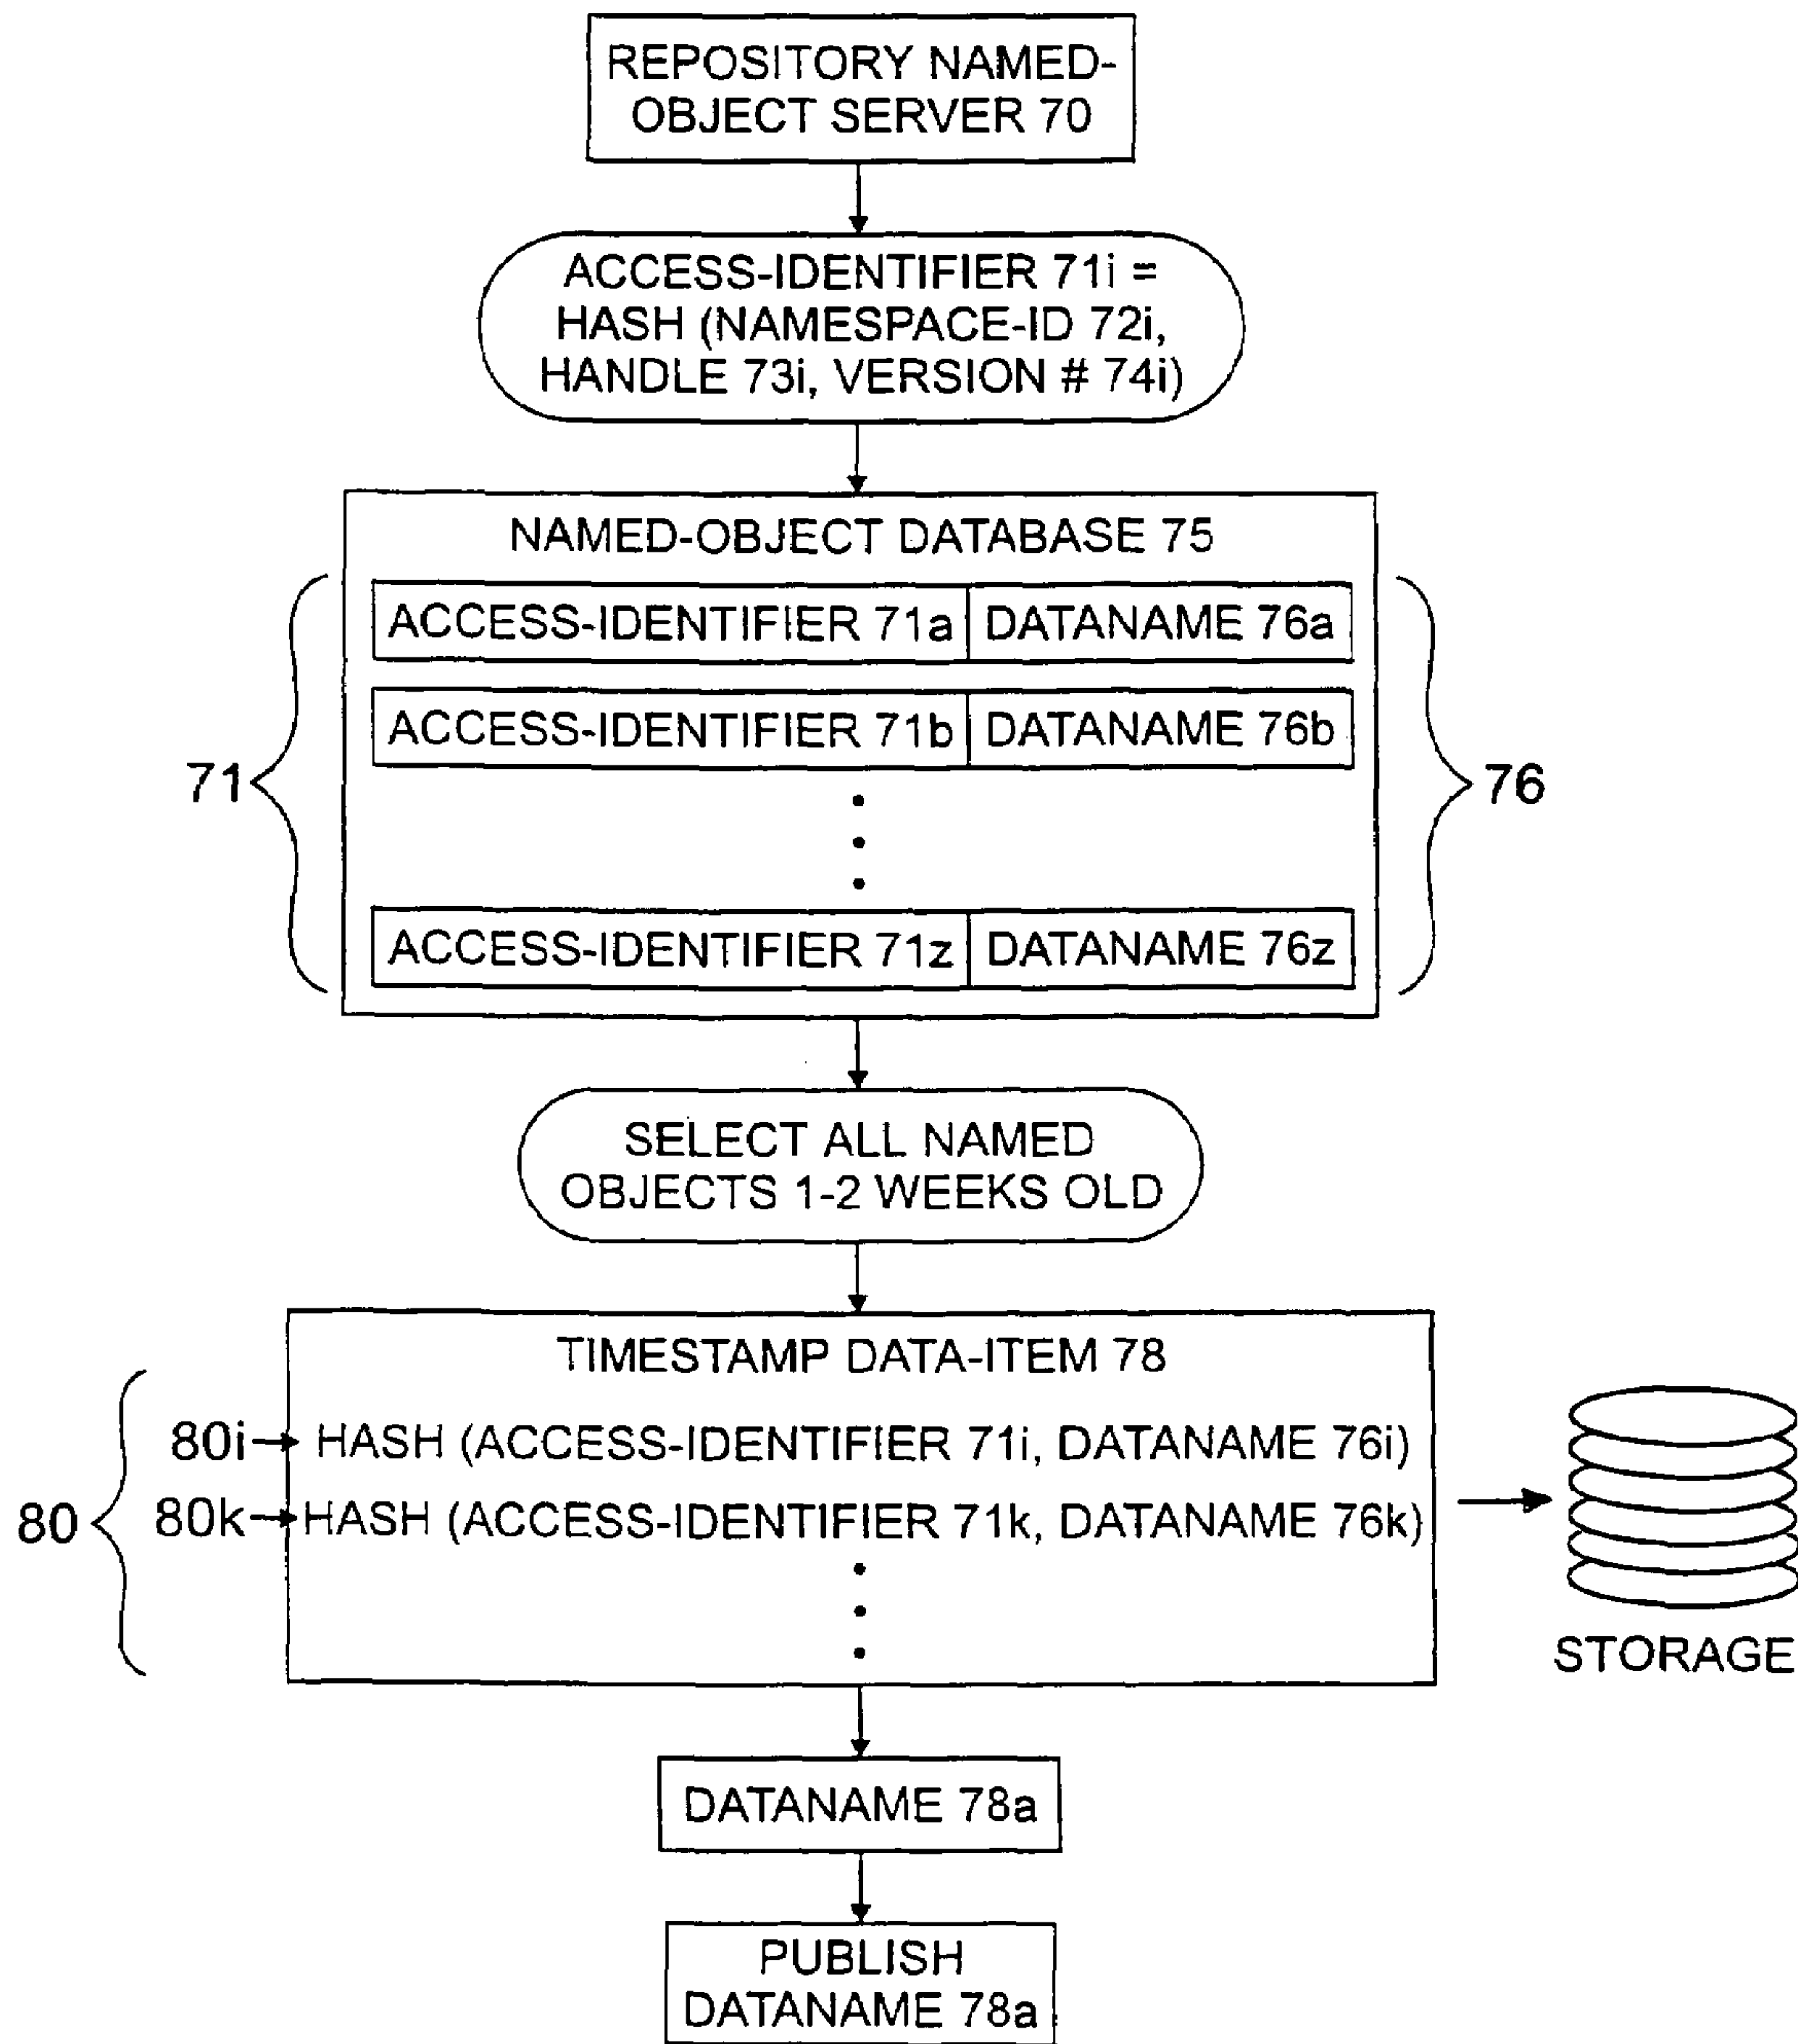 REPOSITORY NAMED-
OBJECT SERVER 70
ACCESS-IDENTIFIER 71i =
HASH (NAMESPACE-ID 72i,
HANDLE 73i, VERSION # 74i)
NAMED-OBJECT DATABASE 75
ACCESS-IDENTIFIER 71a DATANAME 76a
ACCESS-IDENTIFIER 71b DATANAME 76b
71
76
ACCESS-IDENTIFIER 71z DATANAME 76z
SELECT ALL NAMED
OBJECTS 1-2 WEEKS OLD
TIMESTAMP DATA-ITEM 78
80i HASH (ACCESS-IDENTIFIER 71i, DATANAME 76i)
80
80k HASH (ACCESS-IDENTIFIER 71k, DATANAME 76k)
STORAGE
DATANAME 78a
PUBLISH
DATANAME 78a